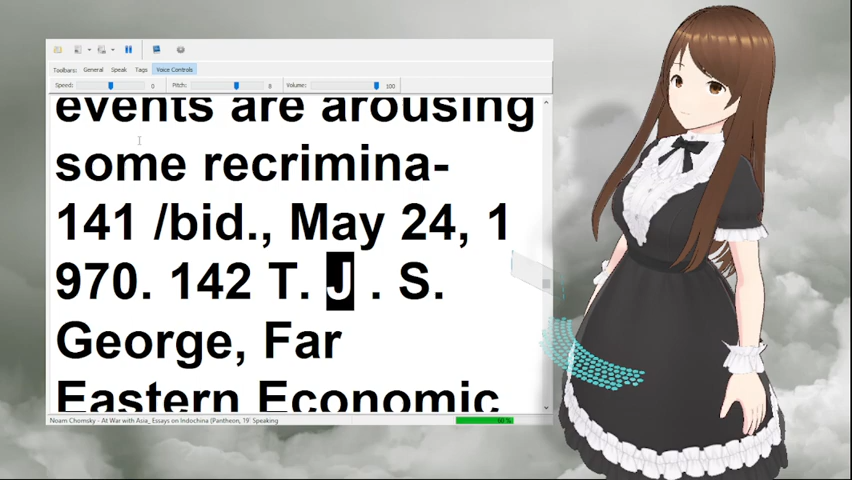 Toolbars: General Speak Tags Voice Controls
Speed: 0 Pitch: 8 Volume: 100
events are arousing
some recrimina-
141 /bid., May 24, 1
970. 142 T. J . S.
George, Far
Eastern Economic
Noam Chomsky - At War with Asia_ Essays on Indochina (Pantheon, 19 Speaking 60 %